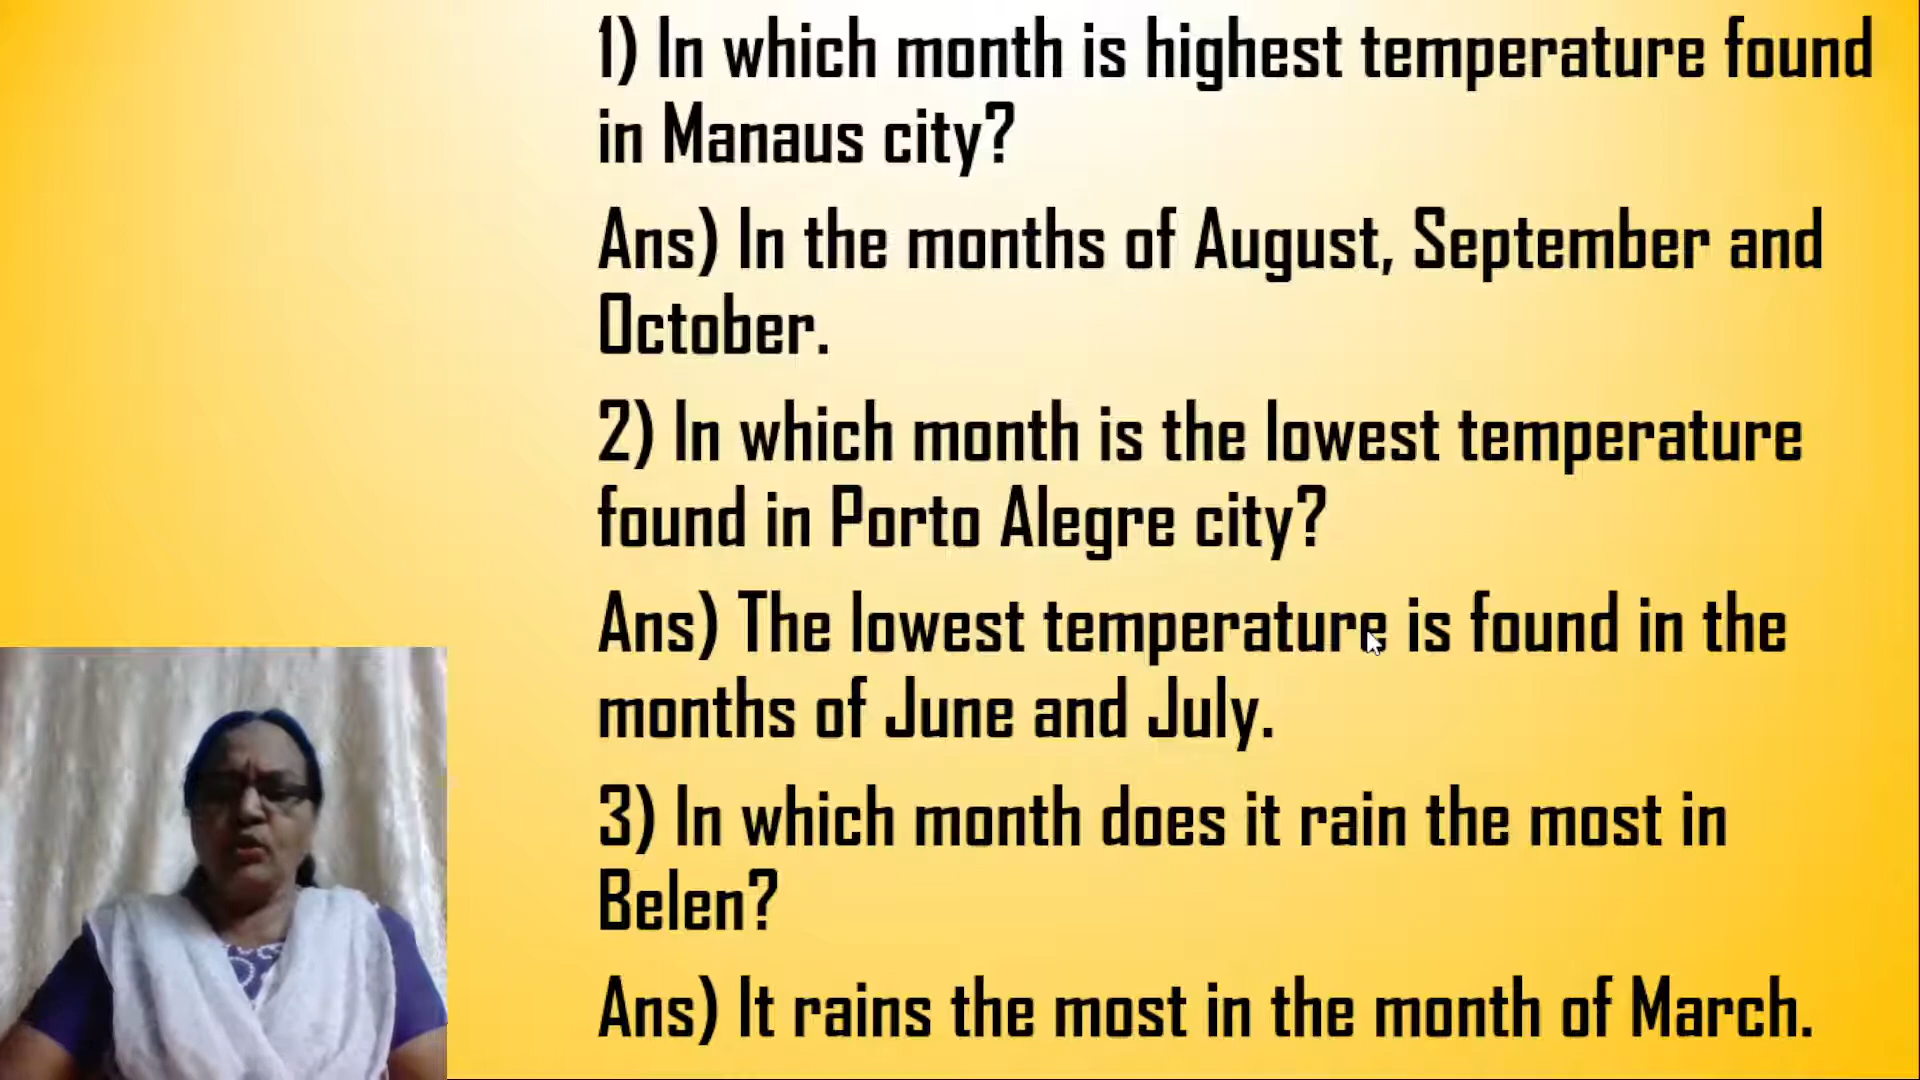 1) In which month is highest temperature found
in Manaus city?
Ans) In the months of August, September and
October.
2) In which month is the lowest temperature
found in Porto Alegre city?
Ans) The lowest temperature is found in the
months of June and July.
3) In which month does it rain the most in
Belen?
Ans) It rains the most in the month of March.